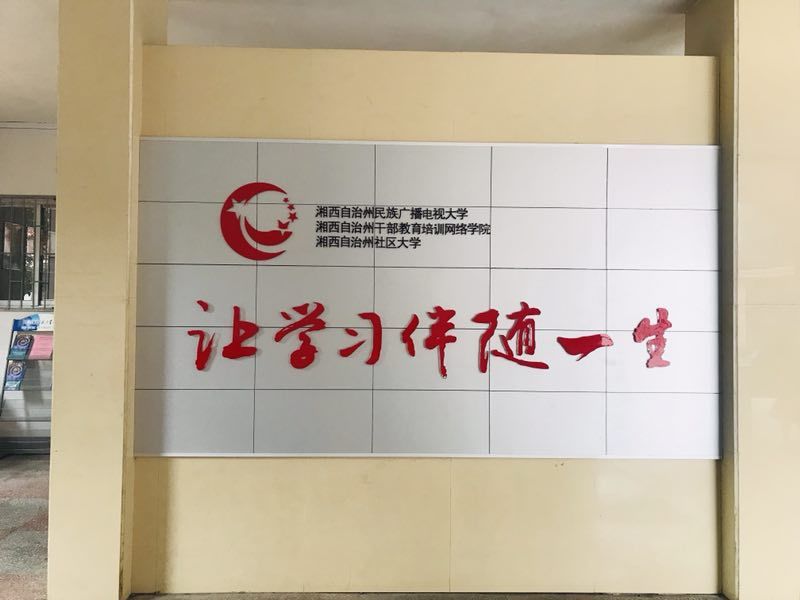 湘西自治州民族广播电视大学
湘西自治州干部教育培训网络学院
湘西自治州社区大学
让学习伴随一生